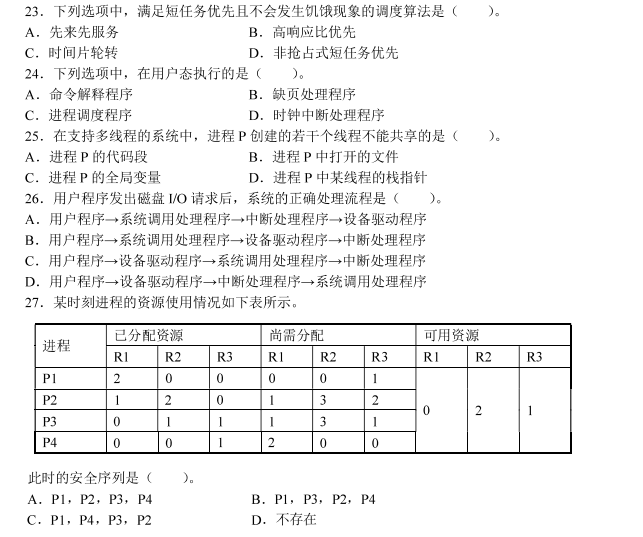 23．下列选项中，满足短任务优先且不会发生饥饿现象的调度算法是（　　）。
A．先来先服务　　B．高响应比优先
C．时间片轮转　　D．非抢占式短任务优先
24．下列选项中，在用户态执行的是（　　）。
A．命令解释程序　　B．缺页处理程序
C．进程调度程序　　D．时钟中断处理程序
25．在支持多线程的系统中，进程 P 创建的若干个线程不能共享的是（　　）。
A．进程 P 的代码段　　B．进程 P 中打开的文件
C．进程 P 的全局变量　　D．进程 P 中某线程的栈指针
26．用户程序发出磁盘 I/O 请求后，系统的正确处理流程是（　　）。
A．用户程序→系统调用处理程序→中断处理程序→设备驱动程序
B．用户程序→系统调用处理程序→设备驱动程序→中断处理程序
C．用户程序→设备驱动程序→系统调用处理程序→中断处理程序
D．用户程序→设备驱动程序→中断处理程序→系统调用处理程序
27．某时刻进程的资源使用情况如下表所示。
进程　已分配资源　尚需分配　可用资源
R1 R2 R3 R1 R2 R3 R1 R2 R3
P1 2 0 0 0 0 1
P2 1 2 0 1 3 2
0 2 1
P3 0 1 1 1 3 1
P4 0 0 1 2 0 0
此时的安全序列是（　　）。
A．P1，P2，P3，P4　　B．P1，P3，P2，P4
C．P1，P4，P3，P2　　D．不存在